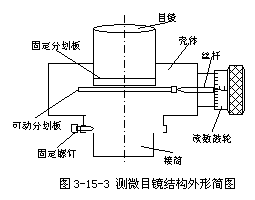 目镜
固定分划板
壳体
丝杆
可动分划板
读数鼓轮
固定螺钉
接筒
图 3-15-3 测微目镜结构外形简图